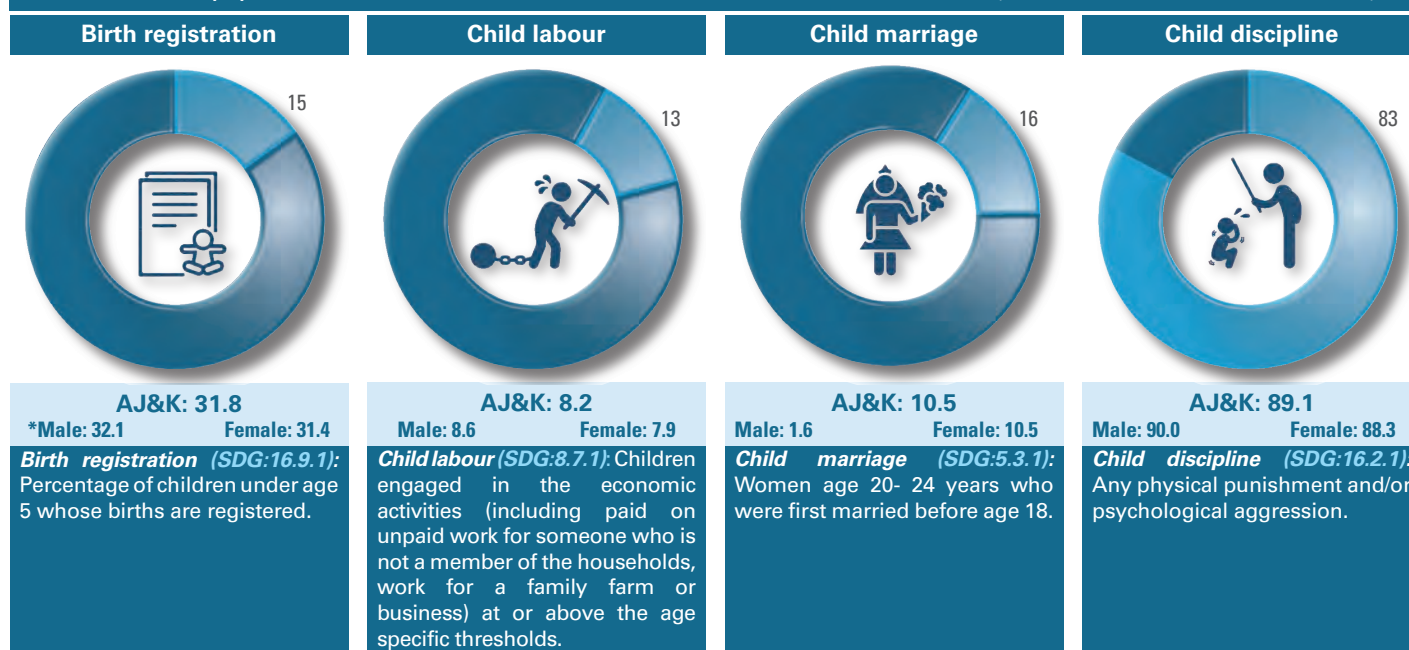 Birth registration
15
AJ&K: 31.8
*Male: 32.1 Female: 31.4
Birth registration (SDG:16.9.1):
Percentage of children under age
5 whose births are registered.
Child labour
13
AJ&K: 8.2
Male: 8.6 Female: 7.9
Child labour (SDG:8.7.1): Children
engaged in the economic
activities (including paid on
unpaid work for someone who is
not a member of the households,
work for a family farm or
business) at or above the age
specific thresholds.
Child marriage
16
AJ&K: 10.5
Male: 1.6 Female: 10.5
Child marriage (SDG:5.3.1):
Women age 20- 24 years who
were first married before age 18.
Child discipline
83
AJ&K: 89.1
Male: 90.0 Female: 88.3
Child discipline (SDG:16.2.1):
Any physical punishment and/or
psychological aggression.